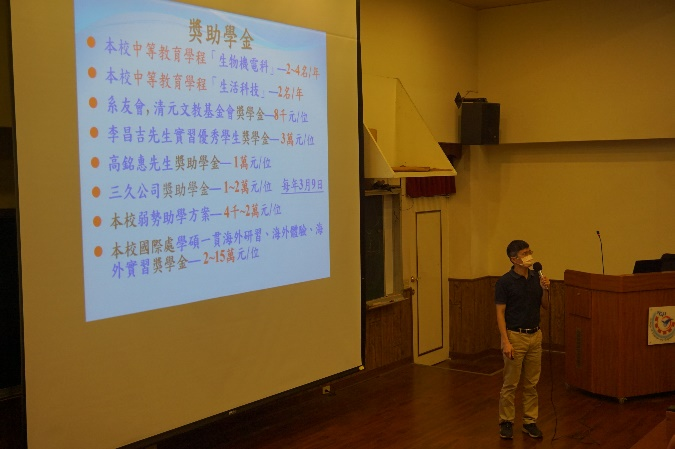 獎助學金
本校中等教育學程「生物機電科」—2~4名/年
本校中等教育學程「生活科技」—2名/年
系友會,清元文教基金會獎學金—8千元/位
李昌吉先生實習優秀學生獎學金—3萬元/位
高銘惠先生獎助學金—1萬元/位
三久公司獎助學金—1~2萬元/位 每年3月9日
本校弱勢助學方案—4千~2萬元/位
本校國際處學碩一貫海外研習、海外體驗、海
外實習獎學金—2~15萬元/位